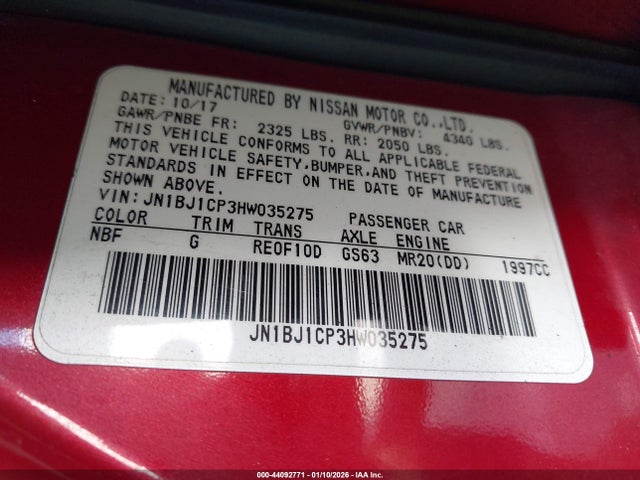 MANUFACTURED BY NISSAN MOTOR CO.,LTD.
DATE: 10/17 GVWR/PNBV: 4340 LBS.
GAWR/PNBE FR: 2325 LBS. RR: 2050 LBS.
THIS VEHICLE CONFORMS TO ALL APPLICABLE FEDERAL
MOTOR VEHICLE SAFETY,BUMPER,AND THEFT PREVENTION
STANDARDS IN EFFECT ON THE DATE OF MANUFACTURE
SHOWN ABOVE.
VIN: JN1BJ1CP3HW035275 PASSENGER CAR
COLOR TRIM TRANS AXLE ENGINE
NBF G RE0F10D GS63 MR20(DD) 1997CC
JN1BJ1CP3HW035275
000-44092771 - 01/10/2026 - IAA Inc.